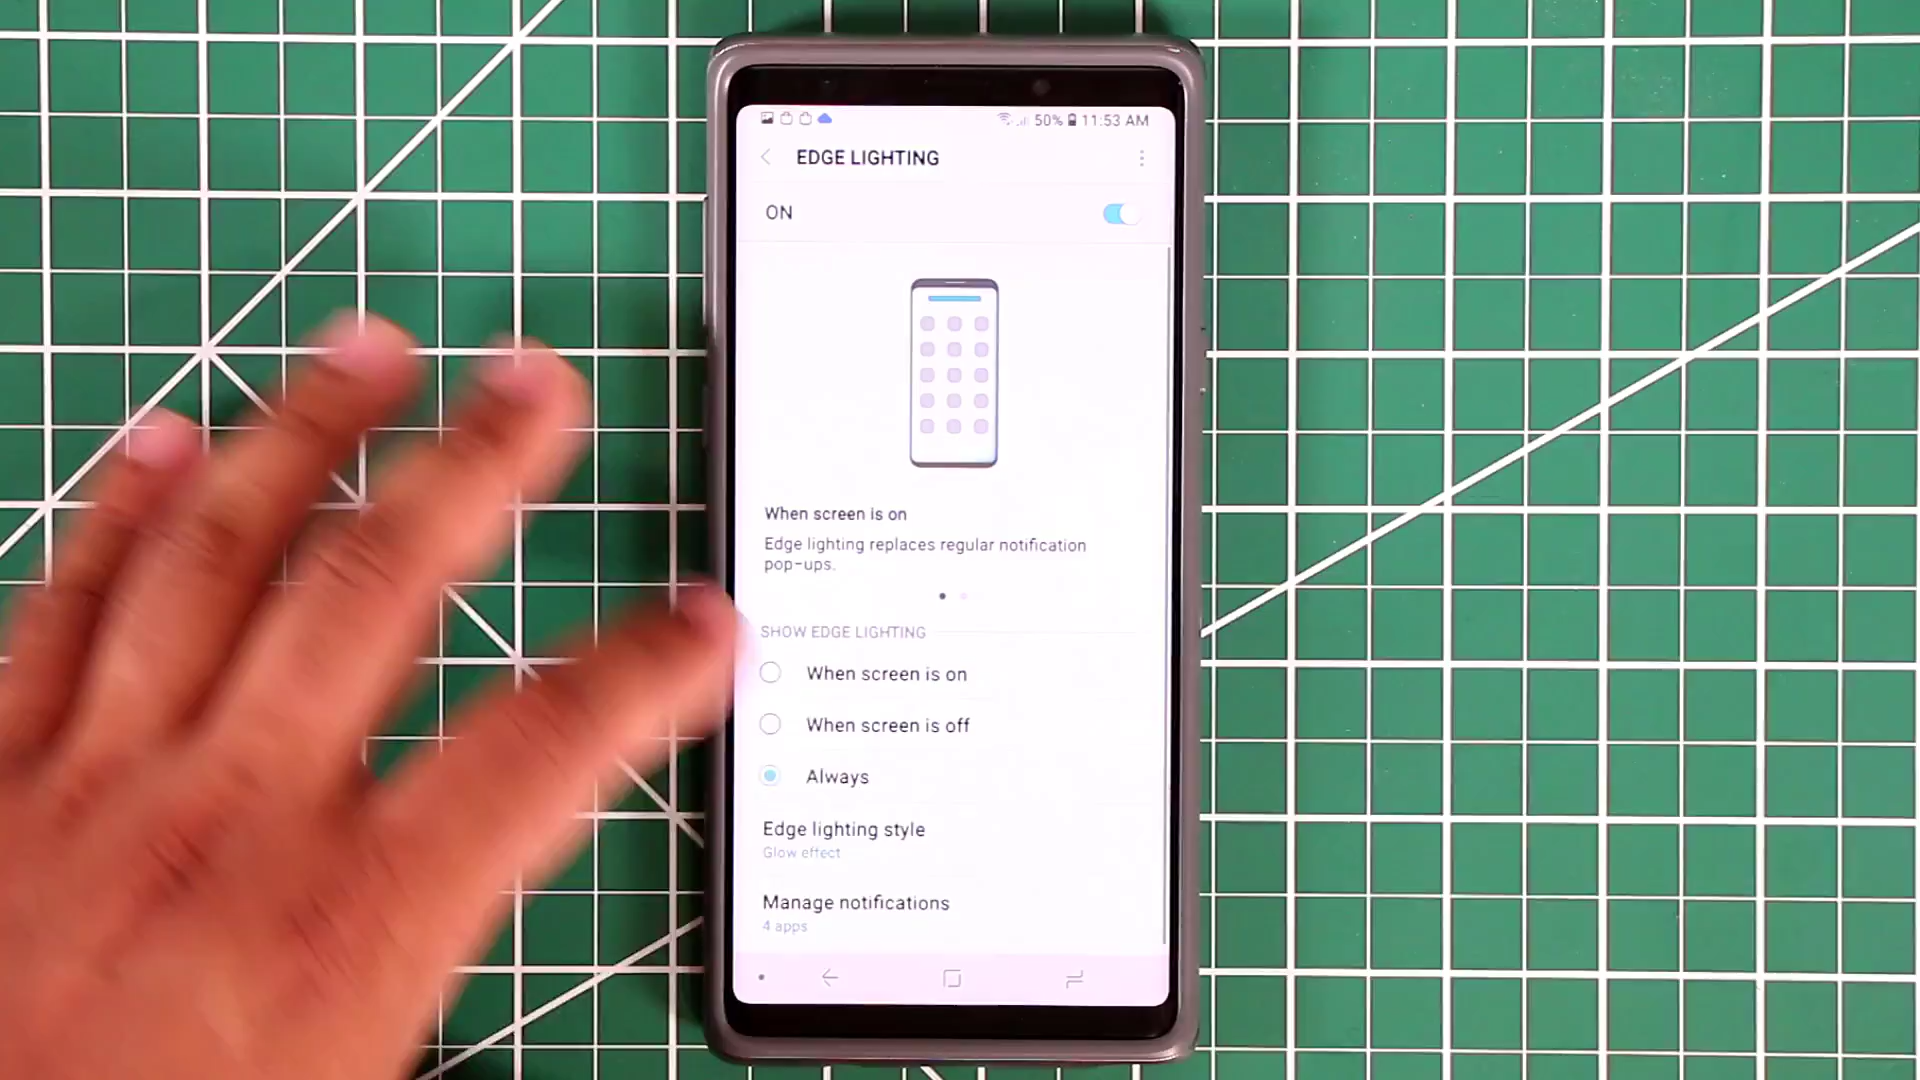 50% 11:53 AM
EDGE LIGHTING
ON
When screen is on
Edge lighting replaces regular notification
pop-ups.
SHOW EDGE LIGHTING
When screen is on
When screen is off
Always
Edge lighting style
Glow effect
Manage notifications
4 apps